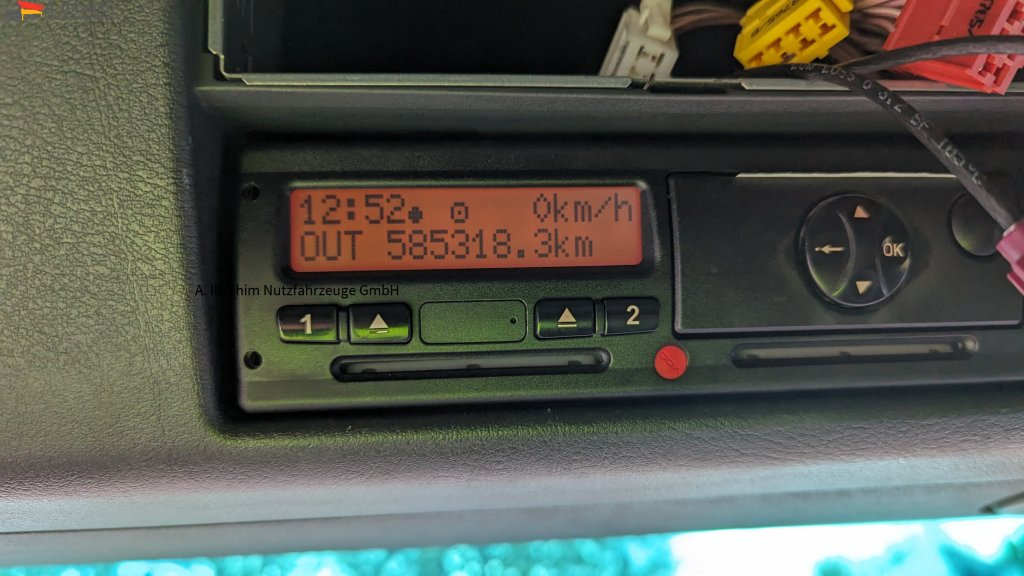 12:52 0km/h
OUT 585318.3km
A. Ibrahim Nutzfahrzeuge GmbH
1
2
OK